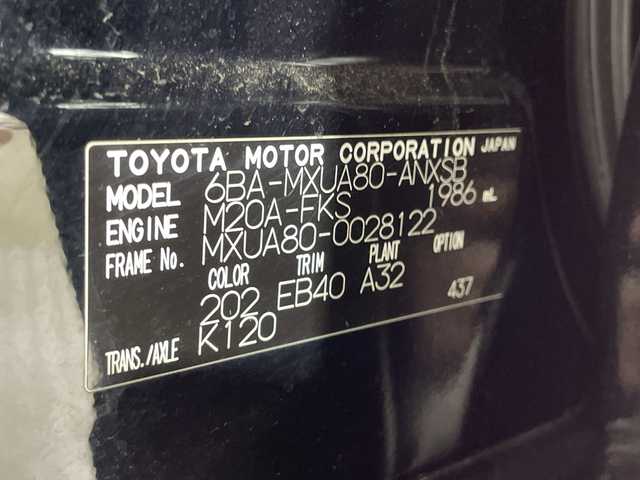 TOYOTA MOTOR CORPORATION JAPAN
MODEL 6BA-MXUA80-ANXSB
ENGINE M20A-FKS 1986 mL
FRAME No. MXUA80-0028122
COLOR TRIM PLANT OPTION
202 EB40 A32 437
TRANS./AXLE K120